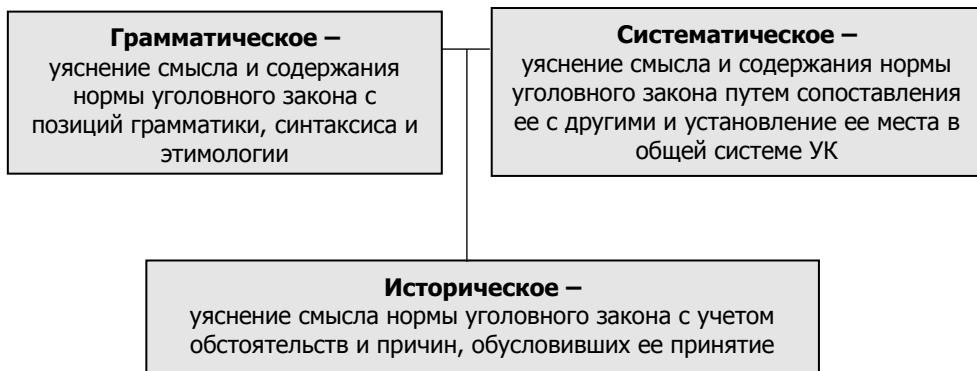 Грамматическое –
уяснение смысла и содержания
нормы уголовного закона с
позиций грамматики, синтаксиса и
этимологии
Систематическое –
уяснение смысла и содержания нормы
уголовного закона путем сопоставления
ее с другими и установление ее места в
общей системе УК
Историческое –
уяснение смысла нормы уголовного закона с учетом
обстоятельств и причин, обусловивших ее принятие